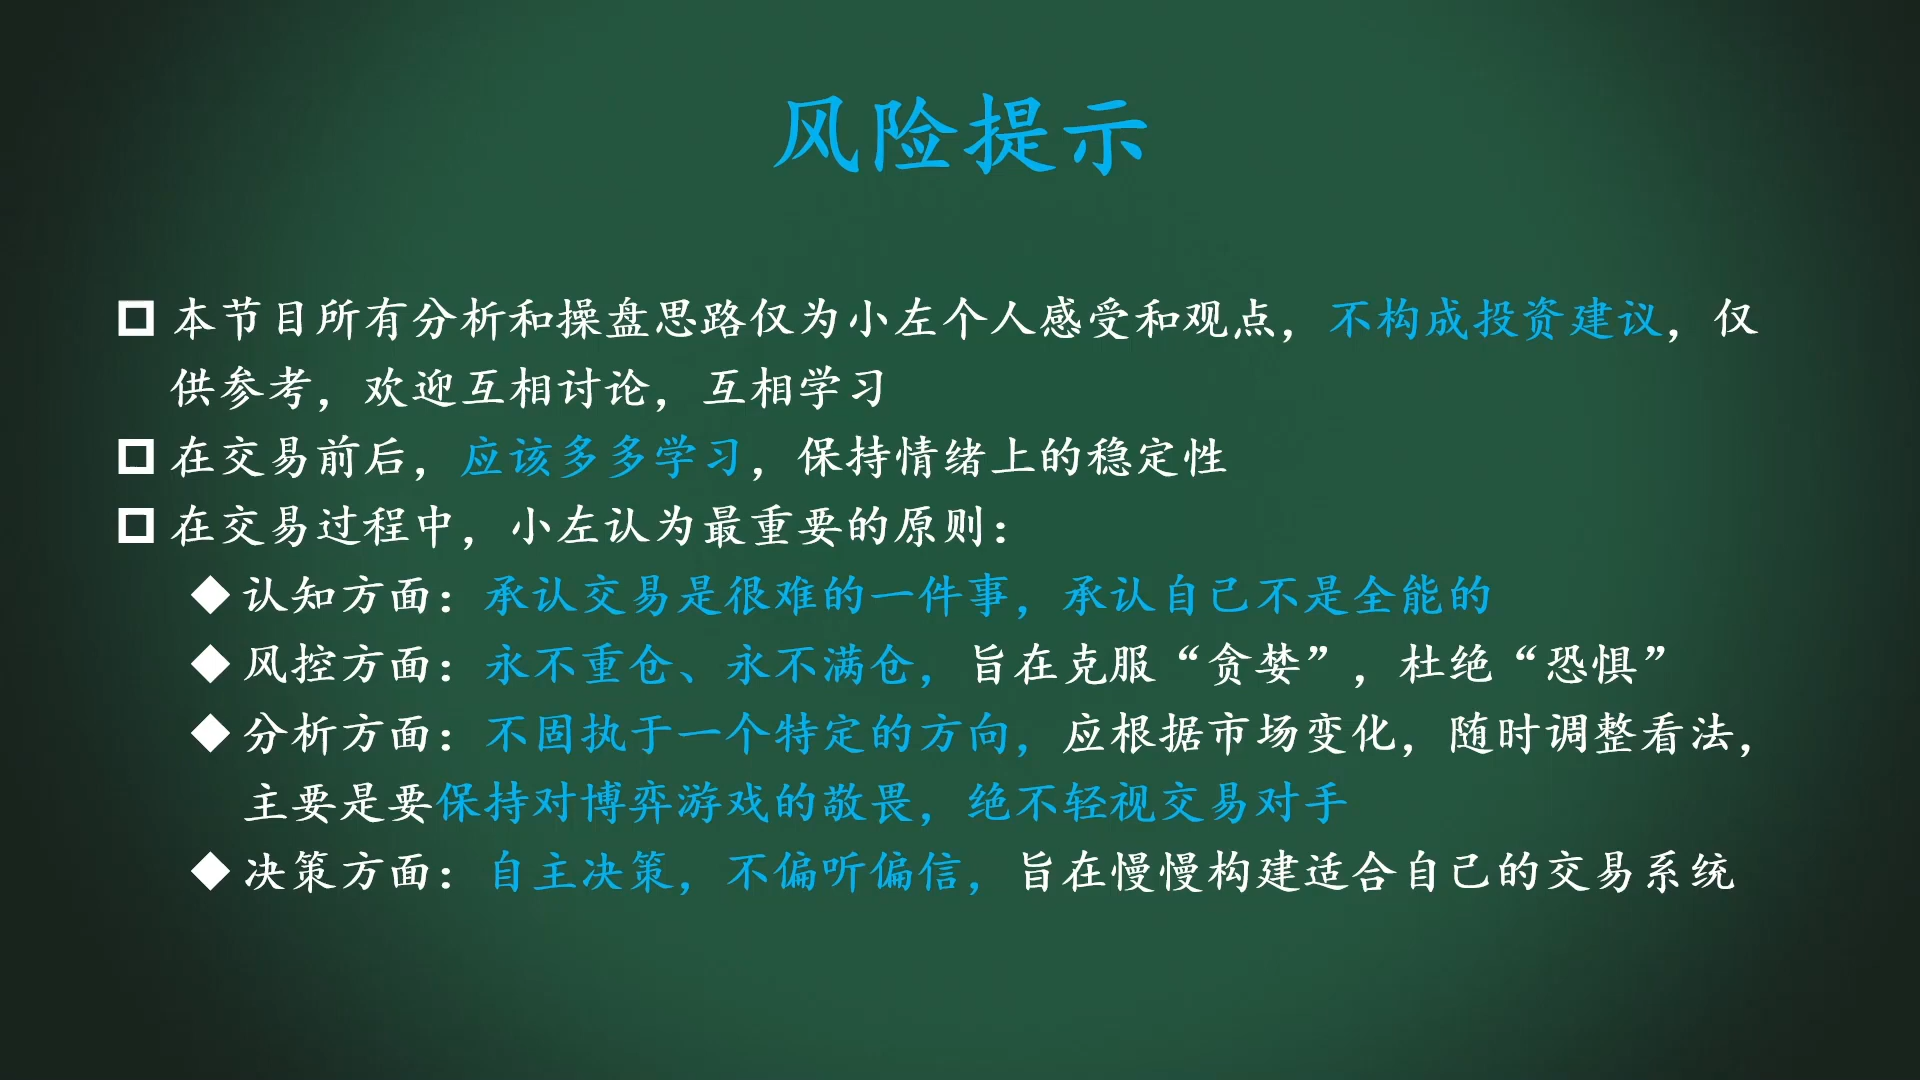 风险提示
本节目所有分析和操盘思路仅为小左个人感受和观点，不构成投资建议，仅
供参考，欢迎互相讨论，互相学习
在交易前后，应该多多学习，保持情绪上的稳定性
在交易过程中，小左认为最重要的原则：
认知方面：承认交易是很难的一件事，承认自己不是全能的
风控方面：永不重仓、永不满仓，旨在克服“贪婪”，杜绝“恐惧”
分析方面：不固执于一个特定的方向，应根据市场变化，随时调整看法，
主要是要保持对博弈游戏的敬畏，绝不轻视交易对手
决策方面：自主决策，不偏听偏信，旨在慢慢构建适合自己的交易系统